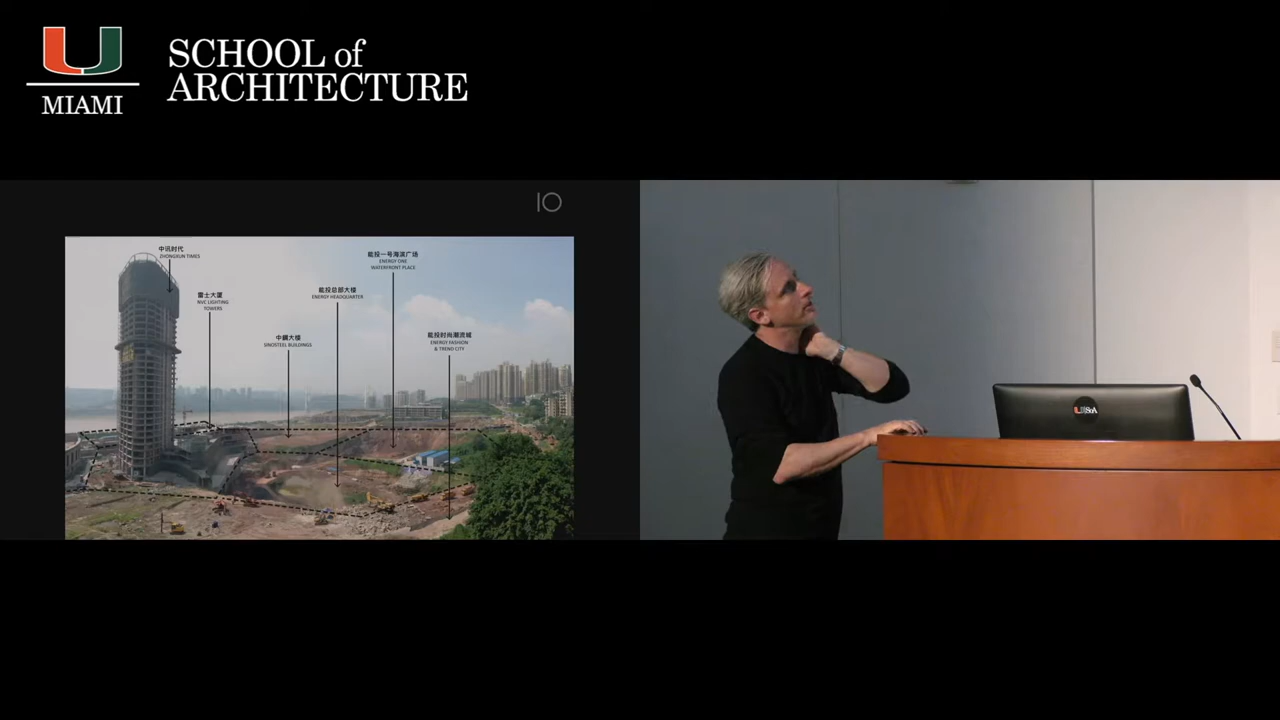 SCHOOL of
ARCHITECTURE
MIAMI
IO
中讯时代
ZHONGXUN TIMES
雷士大厦
NVC LIGHTING
TOWERS
中钢大楼
SINOSTEEL BUILDINGS
能投总部大楼
ENERGY HEADQUARTER
能投一号海滨广场
ENERGY ONE
WATERFRONT PLACE
能投时尚潮流城
ENERGY FASHION
& TREND CITY